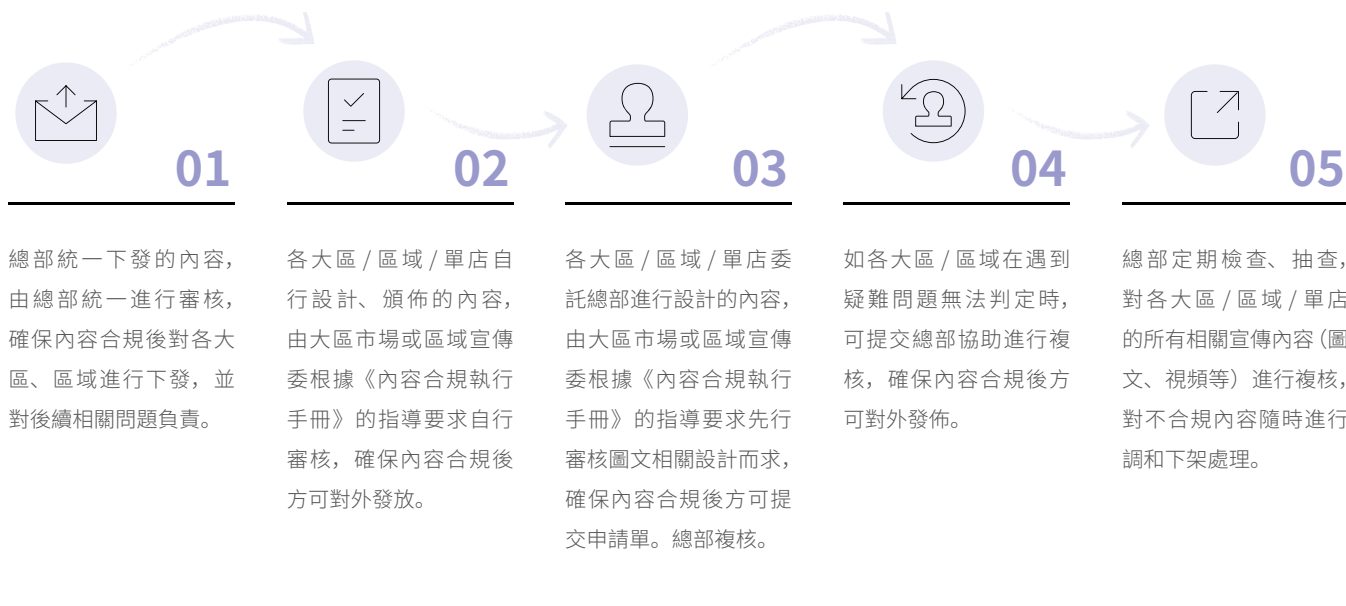 01
總部統一下發的內容，
由總部統一進行審核，
確保內容合規後對各大
區、區域進行下發，並
對後續相關問題負責。
02
各大區 / 區域 / 單店自
行設計、頒佈的內容，
由大區市場或區域宣傳
委根據《內容合規執行
手冊》的指導要求自行
審核，確保內容合規後
方可對外發放。
03
各大區 / 區域 / 單店委
託總部進行設計的內容，
由大區市場或區域宣傳
委根據《內容合規執行
手冊》的指導要求先行
審核圖文相關設計而求，
確保內容合規後方可提
交申請單。總部複核。
04
如各大區 / 區域在遇到
疑難問題無法判定時，
可提交總部協助進行複
核，確保內容合規後方
可對外發佈。
05
總部定期檢查、抽查，
對各大區 / 區域 / 單店
的所有相關宣傳內容（圖
文、視頻等）進行複核，
對不合規內容隨時進行
調和下架處理。